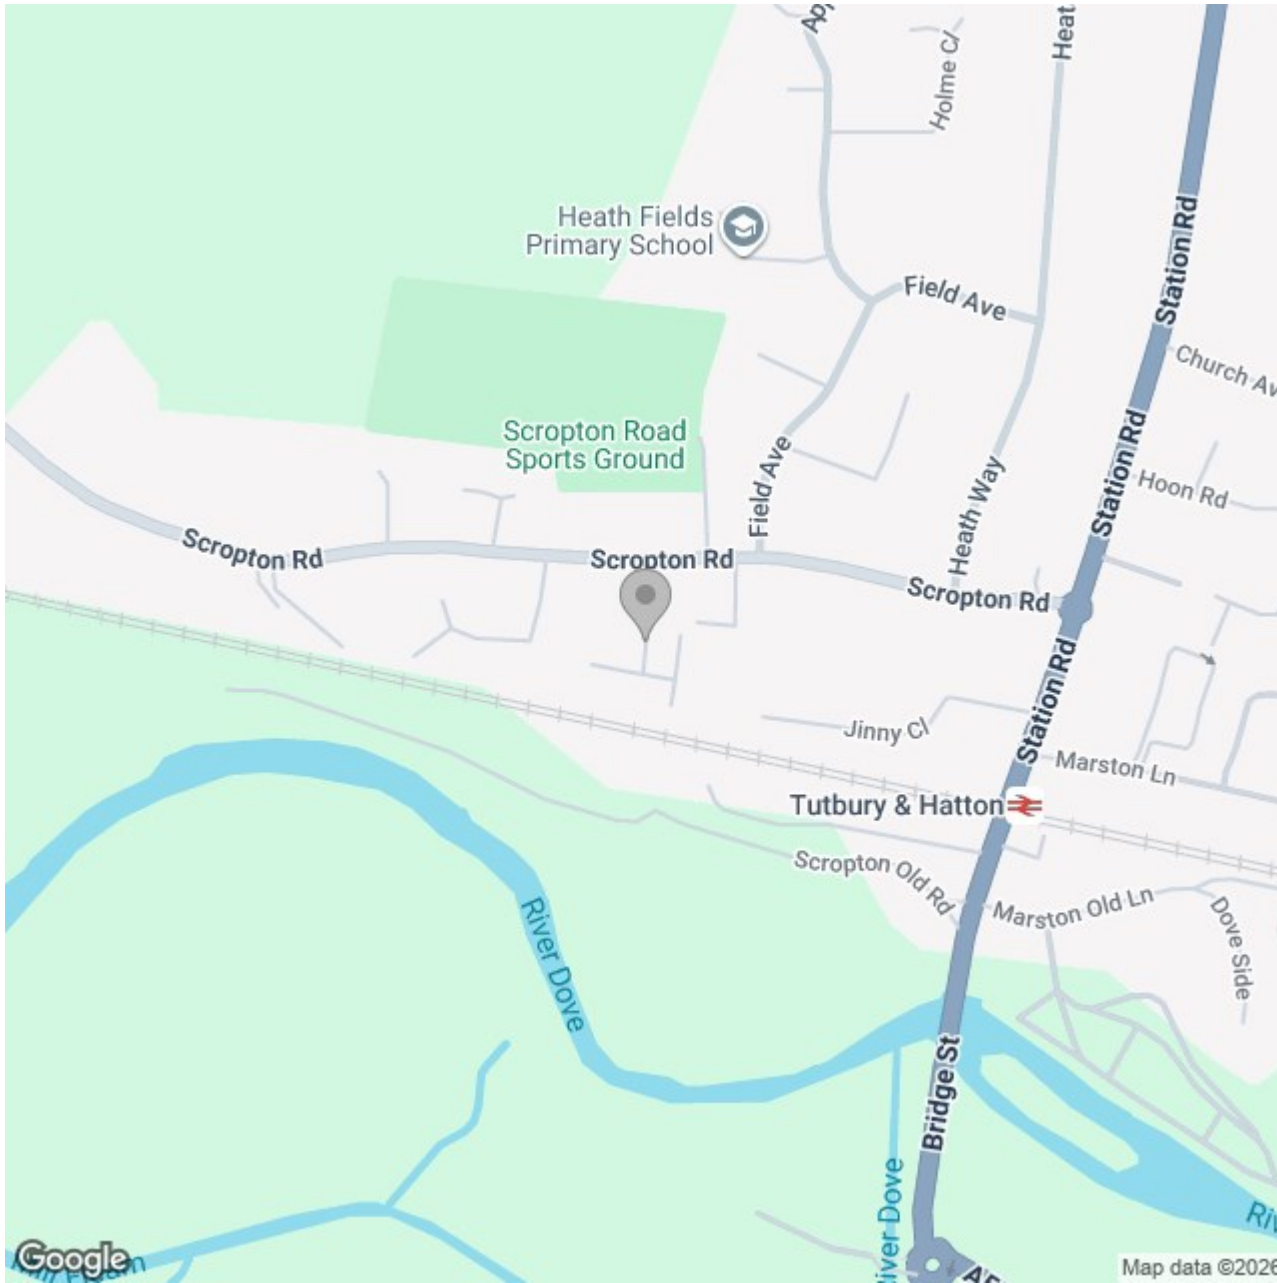 Holme Cl
Heath Fields
Primary School
Station Rd
Field Ave
Church
Scropton Road
Sports Ground
Station Rd
Field Ave
Heath Way
Hoon Rd
Scropton Rd
Scropton Rd
Scropton Rd
Station Rd
Jinny Cl
Marston Ln
Tutbury & Hatton
Scropton Old Rd
Marston Old Ln
Dove Side
River Dove
Bridge St
River Dove
Google
Map data ©2026